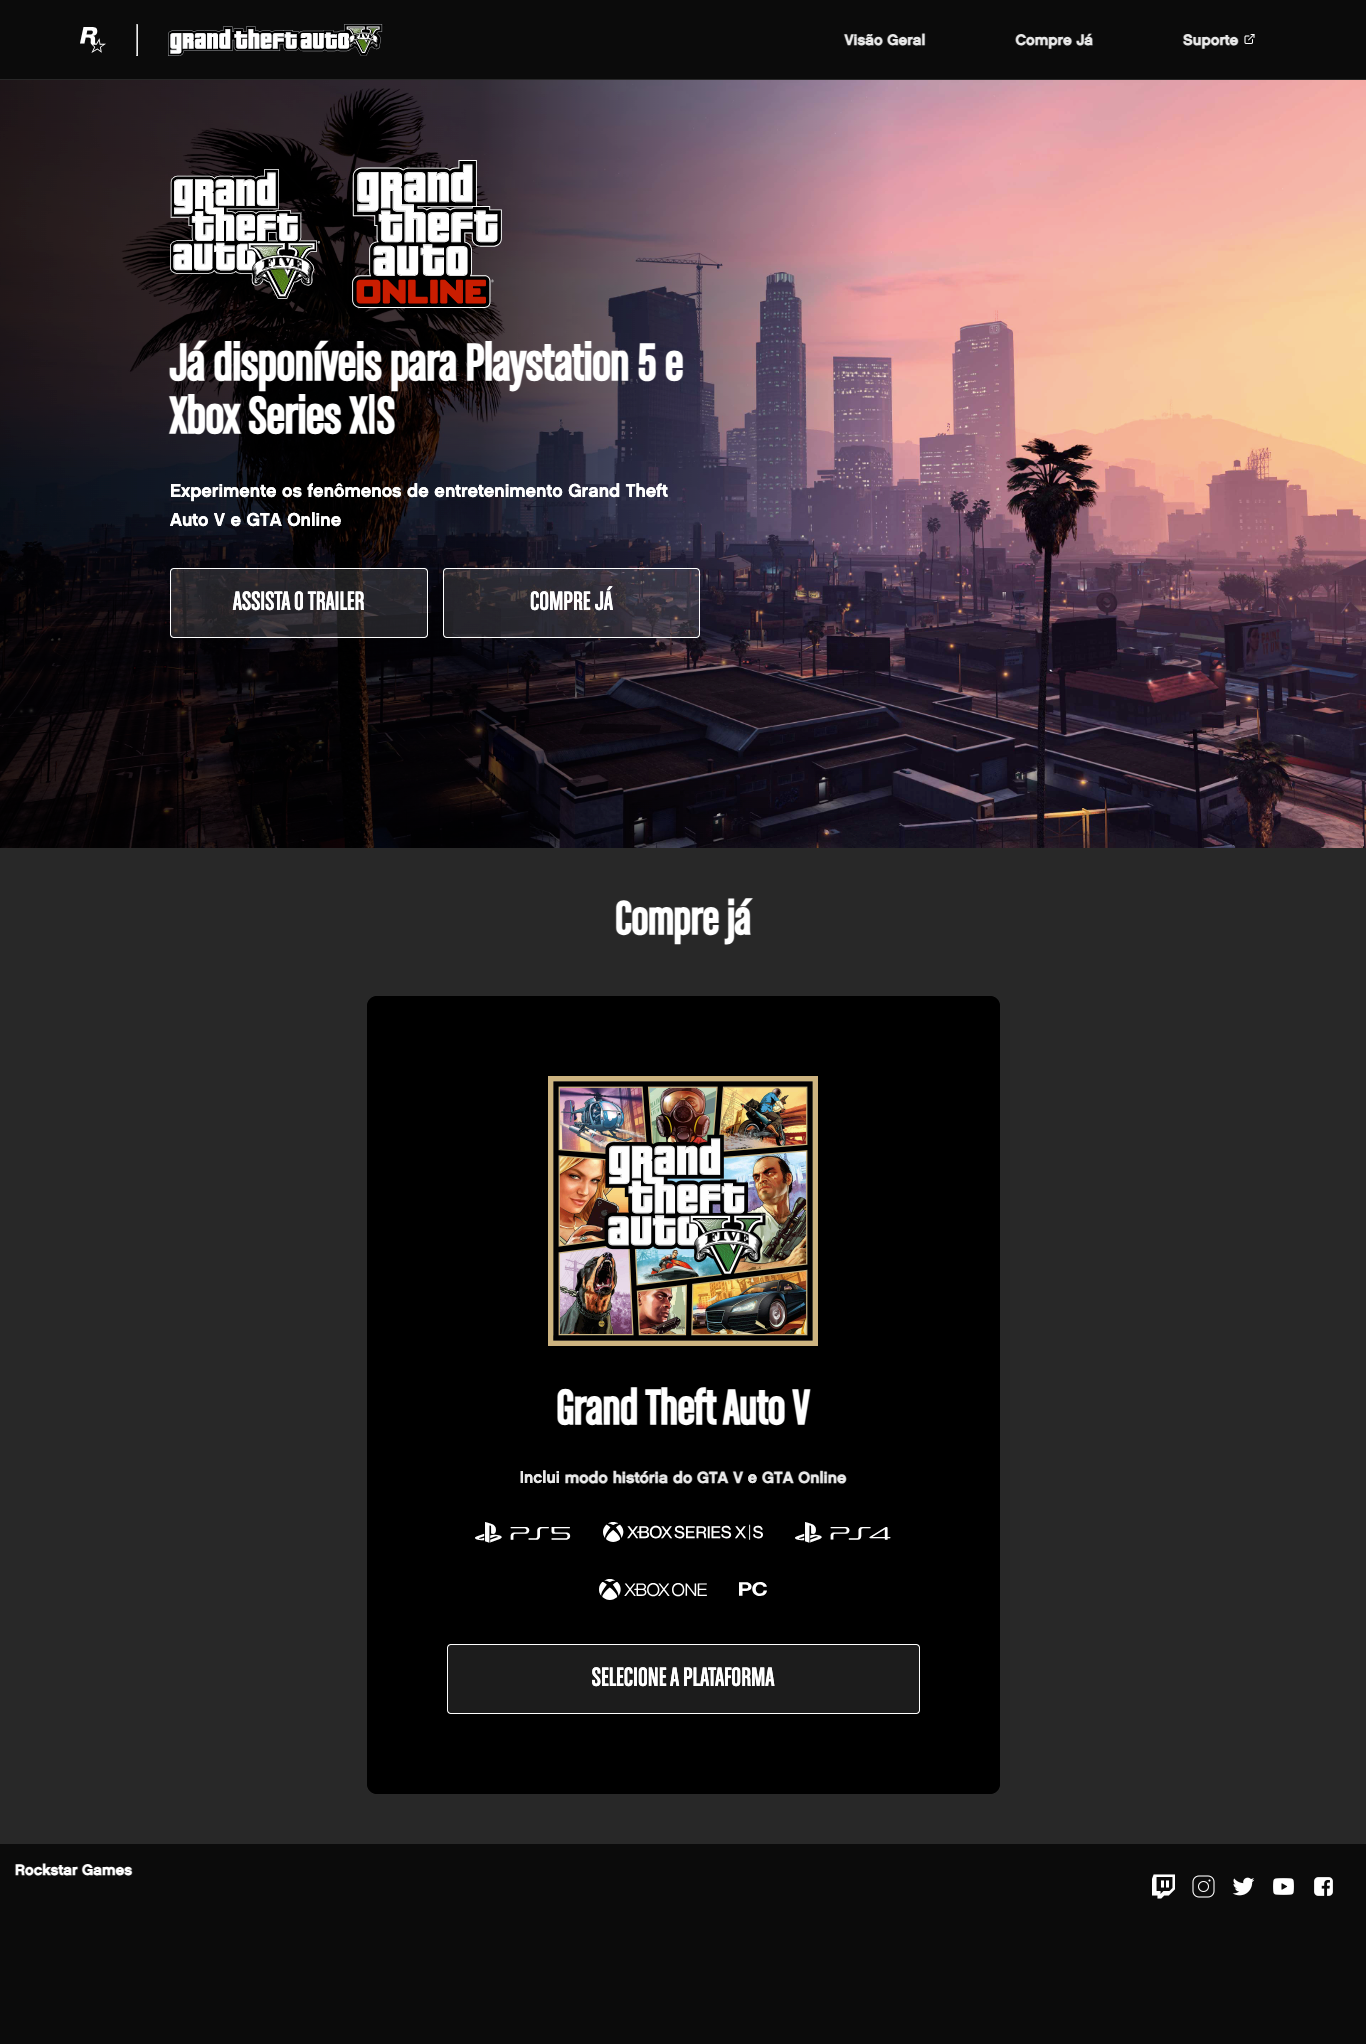 R
grand theft auto V
FIVE
Visão Geral
Compre Já
Suporte
grand
theft
auto V
FIVE
grand
theft
auto
ONLINE
Já disponíveis para Playstation 5 e
Xbox Series X|S
Experimente os fenômenos de entretenimento Grand Theft
Auto V e GTA Online
ASSISTA O TRAILER
COMPRE JÁ
Compre já
grand
theft
auto V
FIVE
Grand Theft Auto V
Inclui modo história do GTA V e GTA Online
PS5
XBOX SERIES X|S
PS4
XBOX ONE
PC
SELECIONE A PLATAFORMA
Rockstar Games